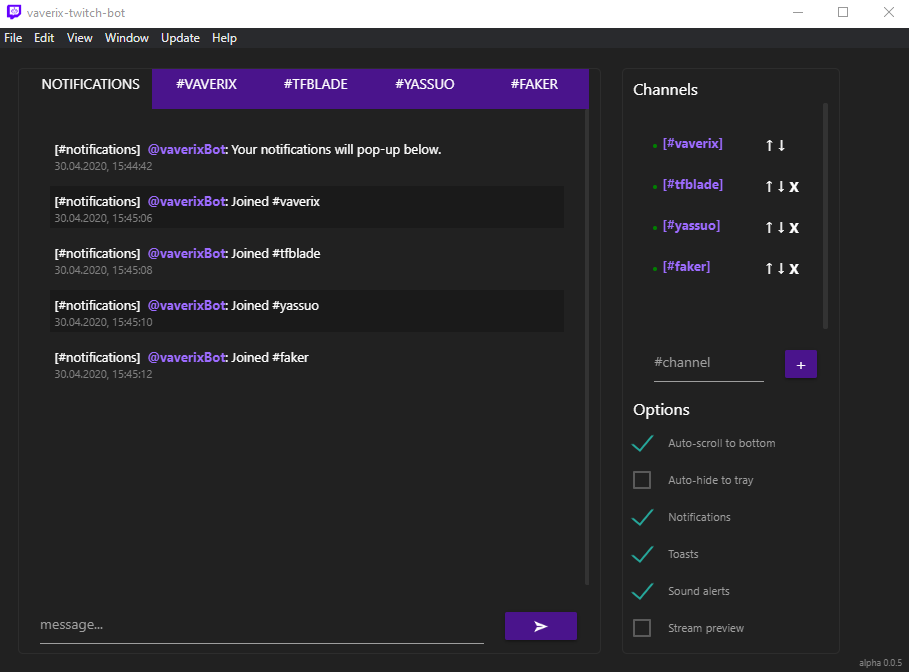 vaverix-twitch-bot
File Edit View Window Update Help
NOTIFICATIONS #VAVERIX #TFBLADE #YASSUO #FAKER
[#notifications] @vaverixBot: Your notifications will pop-up below.
30.04.2020, 15:44:42
[#notifications] @vaverixBot: Joined #vaverix
30.04.2020, 15:45:06
[#notifications] @vaverixBot: Joined #tfblade
30.04.2020, 15:45:08
[#notifications] @vaverixBot: Joined #yassuo
30.04.2020, 15:45:10
[#notifications] @vaverixBot: Joined #faker
30.04.2020, 15:45:12
message...
Channels
[#vaverix] ↑ ↓
[#tfblade] ↑ ↓ X
[#yassuo] ↑ ↓ X
[#faker] ↑ ↓ X
#channel +
Options
Auto-scroll to bottom
Auto-hide to tray
Notifications
Toasts
Sound alerts
Stream preview
alpha 0.0.5